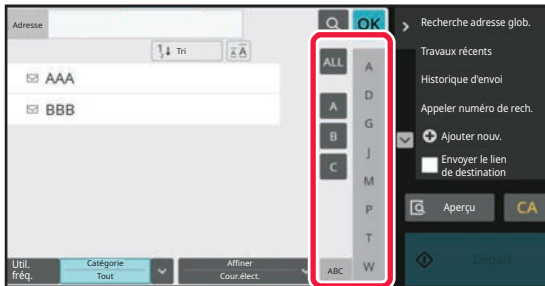 Adresse
OK
Recherche adresse glob.
Tri
A A
Travaux récents
AAA
ALL
A
Historique d'envoi
BBB
A
D
Appeler numéro de rech.
B
G
Ajouter nouv.
C
J
Envoyer le lien
de destination
M
P
Aperçu
CA
T
Util.
fréq.
Catégorie
Tout
Affiner
Cour.élect.
ABC
W
Départ